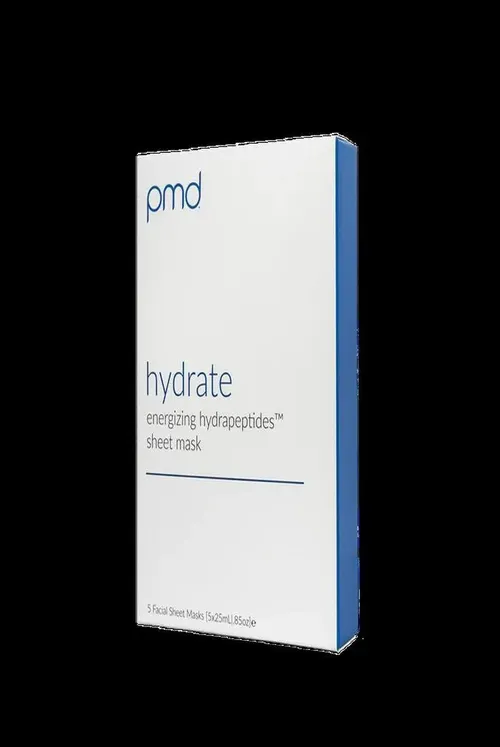 pmd
hydrate
energizing hydrapeptides™
sheet mask
5 Facial Sheet Masks (5x25mL|.85oz)e